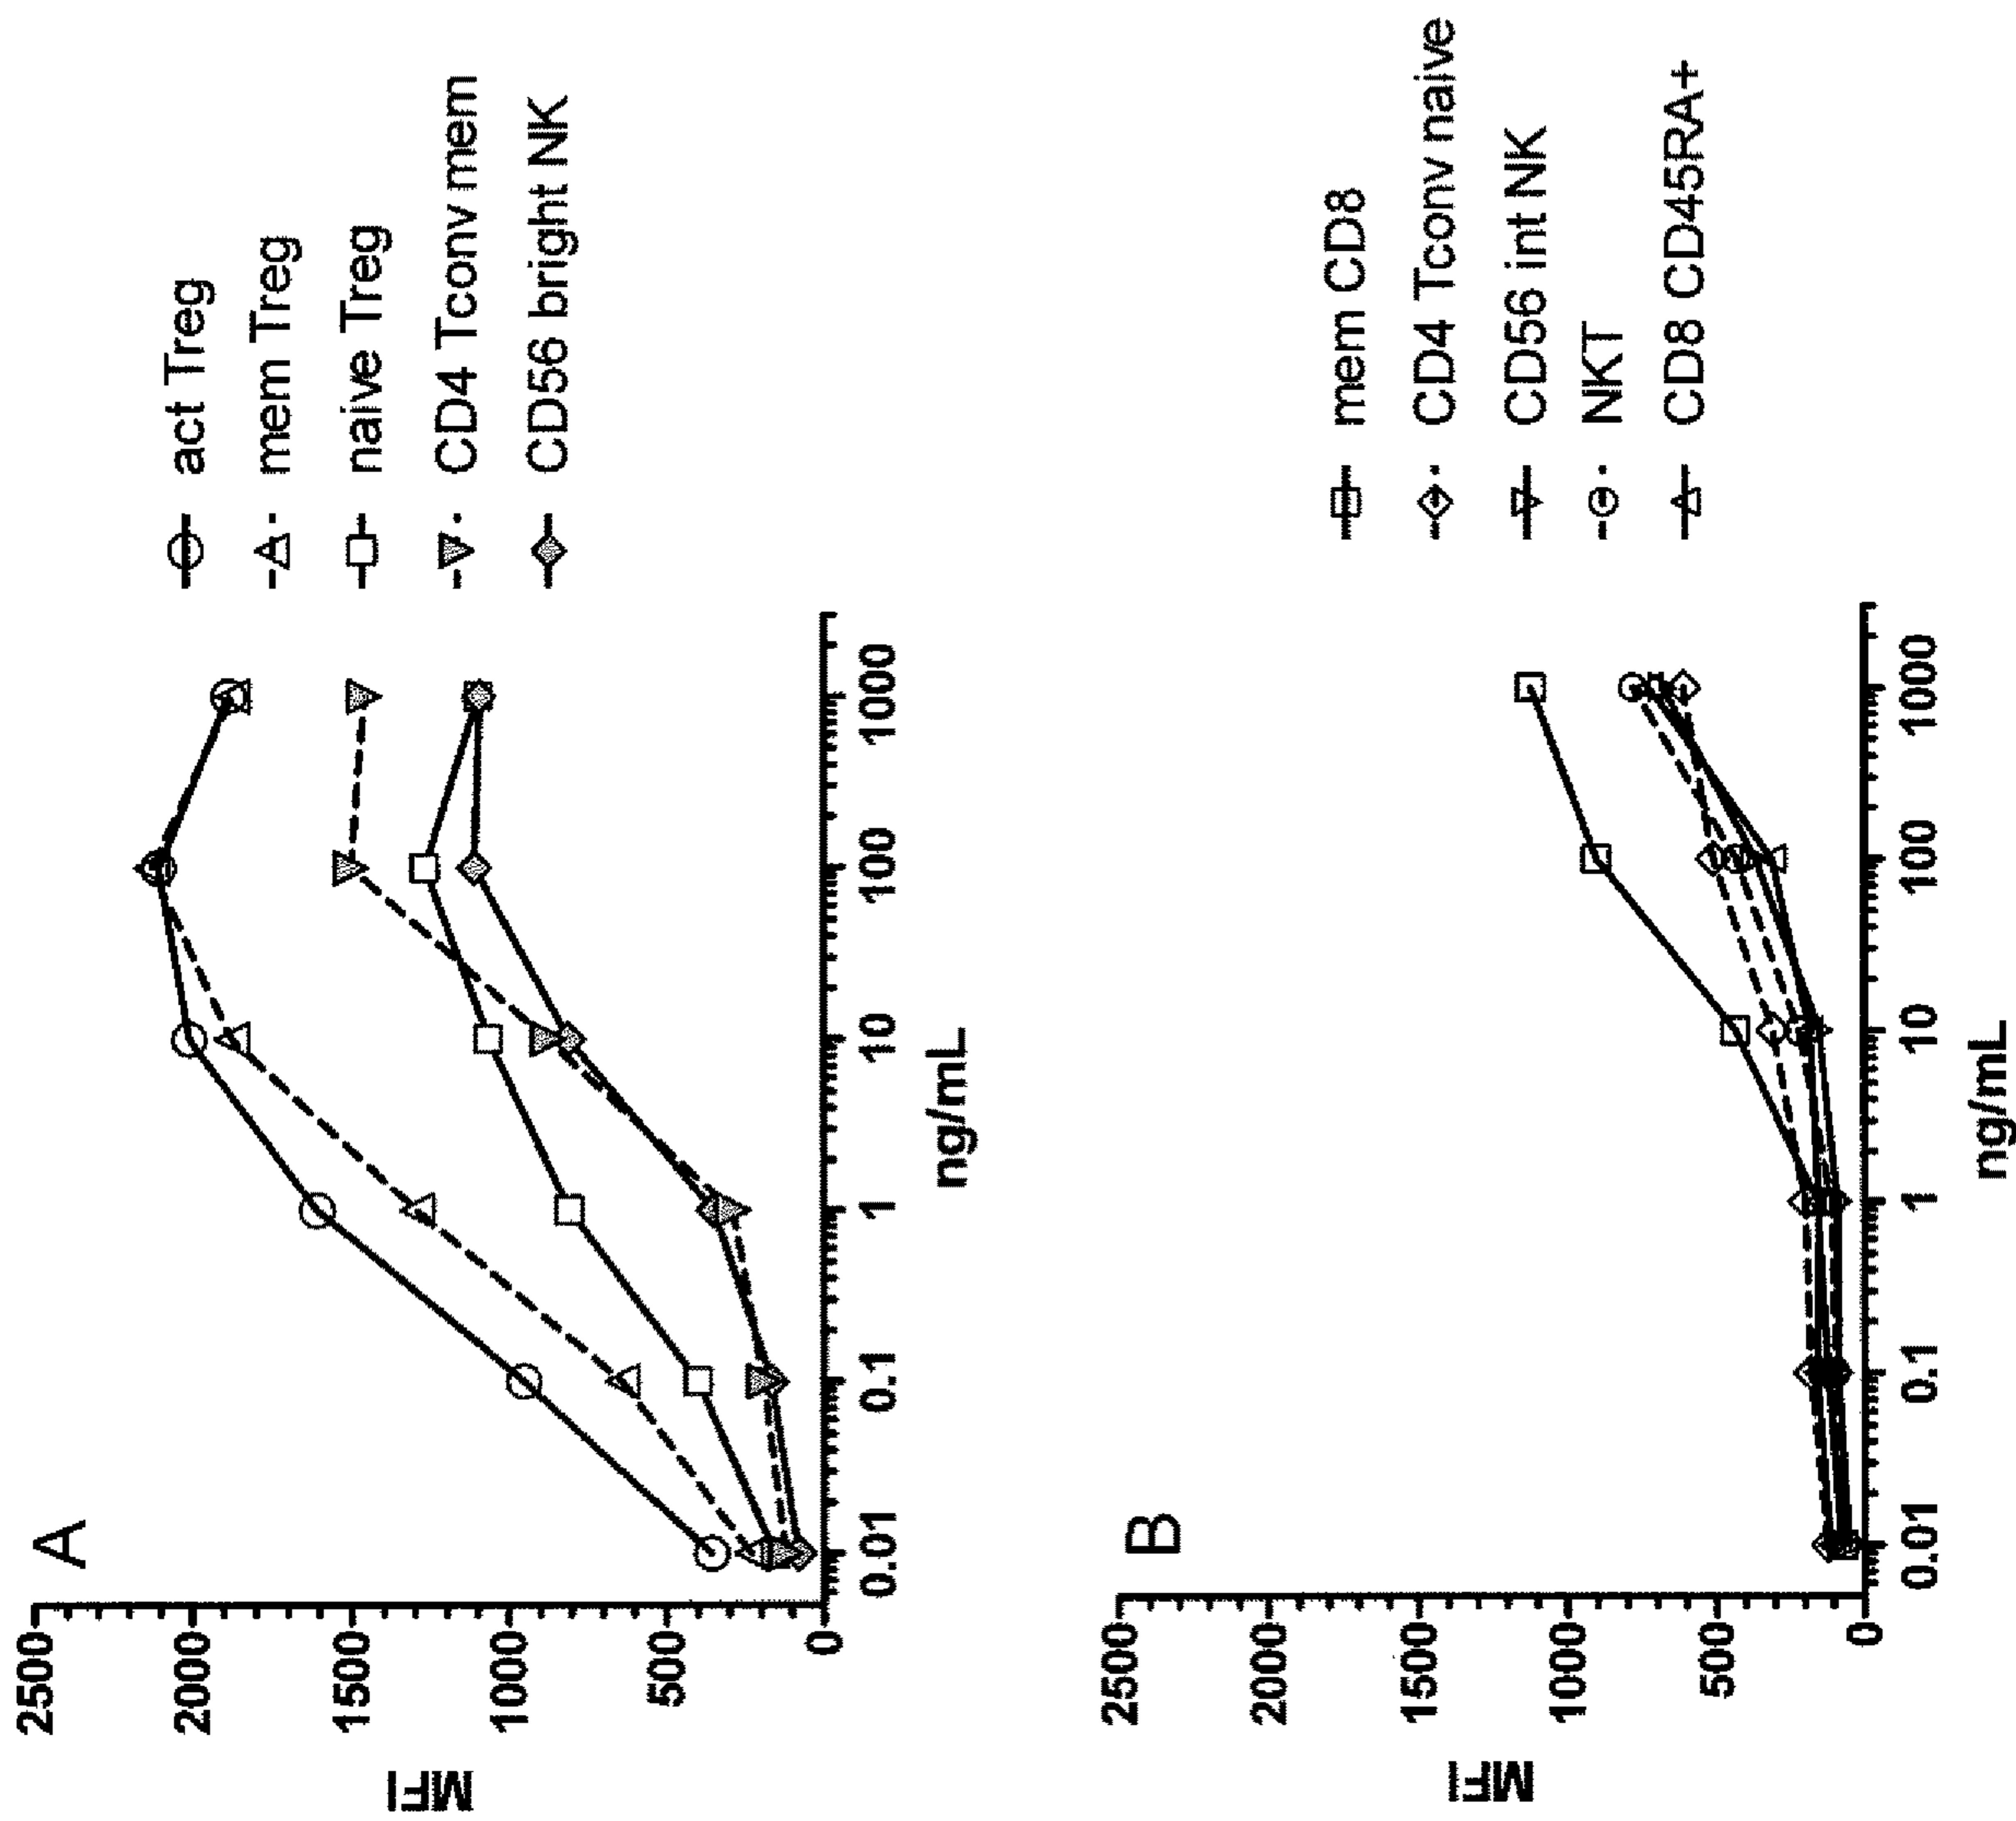 A
2500
2000
1500
1000
500
0
MFI
0.01
0.1
1
10
100
1000
ng/mL
act Treg
mem Treg
naive Treg
CD4 Tconv mem
CD56 bright NK
B
2500
2000
1500
1000
500
0
MFI
0.01
0.1
1
10
100
1000
ng/mL
mem CD8
CD4 Tconv naive
CD56 int NK
NKT
CD8 CD45RA+